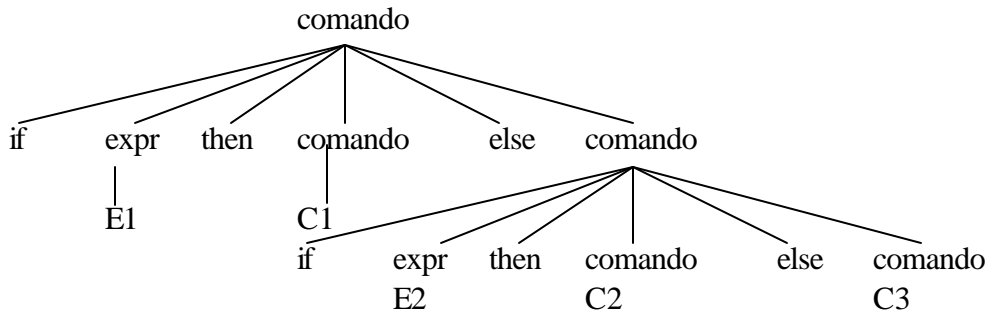 comando
if expr then comando else comando
E1 C1
if expr then comando else comando
E2 C2 C3